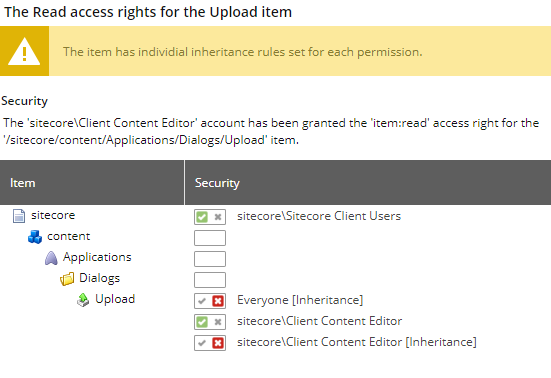 The Read access rights for the Upload item
The item has individial inheritance rules set for each permission.
Security
The 'sitecore\Client Content Editor' account has been granted the 'item:read' access right for the
'/sitecore/content/Applications/Dialogs/Upload' item.
Item Security
sitecore sitecore\Sitecore Client Users
content
Applications
Dialogs
Upload Everyone [Inheritance]
sitecore\Client Content Editor
sitecore\Client Content Editor [Inheritance]